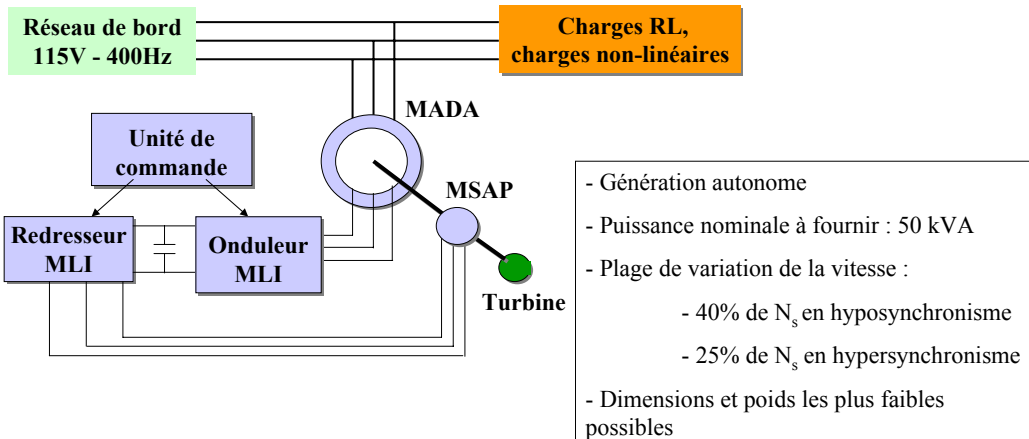 Réseau de bord
115V - 400Hz
Charges RL,
charges non-linéaires
MADA
Unité de
commande
MSAP
Redresseur
MLI
Onduleur
MLI
Turbine
- Génération autonome
- Puissance nominale à fournir : 50 kVA
- Plage de variation de la vitesse :
- 40% de Ns en hyposynchronisme
- 25% de Ns en hypersynchronisme
- Dimensions et poids les plus faibles
possibles